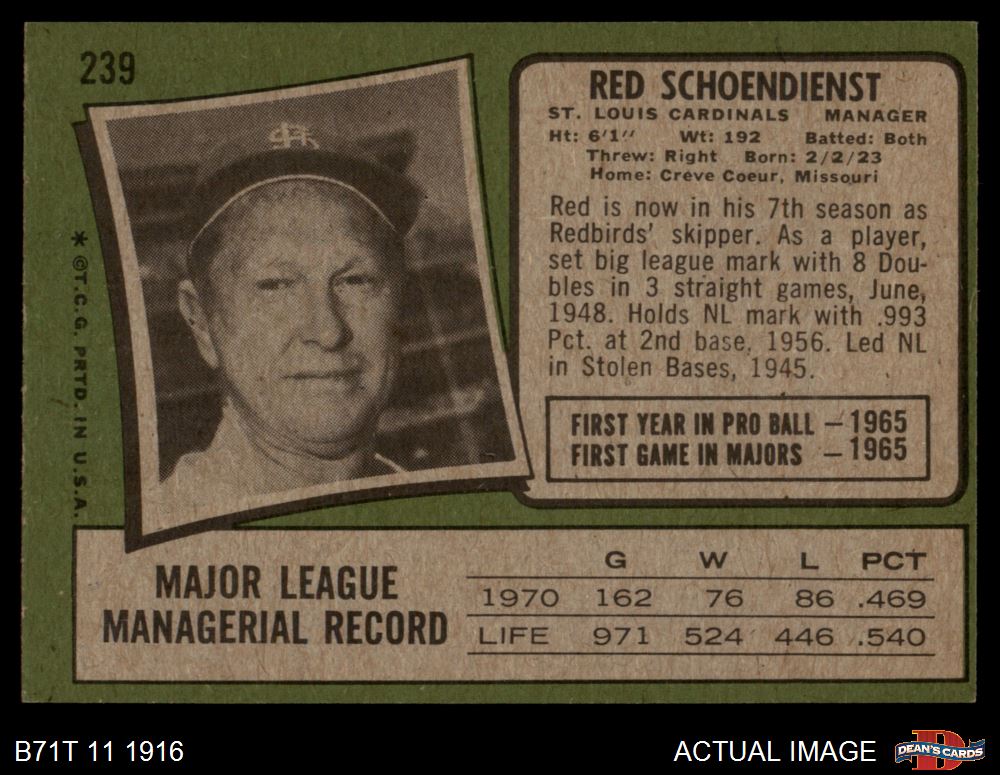 239
RED SCHOENDIENST
ST. LOUIS CARDINALS MANAGER
Ht: 6'1" Wt: 192 Batted: Both
Threw: Right Born: 2/2/23
Home: Creve Coeur, Missouri
Red is now in his 7th season as
Redbirds' skipper. As a player,
set big league mark with 8 Dou-
bles in 3 straight games, June,
1948. Holds NL mark with .993
Pct. at 2nd base, 1956. Led NL
in Stolen Bases, 1945.
FIRST YEAR IN PRO BALL — 1965
FIRST GAME IN MAJORS — 1965
* ©T.C.G. PRTD. IN U.S.A.
MAJOR LEAGUE
MANAGERIAL RECORD
G W L PCT
1970 162 76 86 .469
LIFE 971 524 446 .540
B71T 11 1916
ACTUAL IMAGE
DEAN'S CARDS